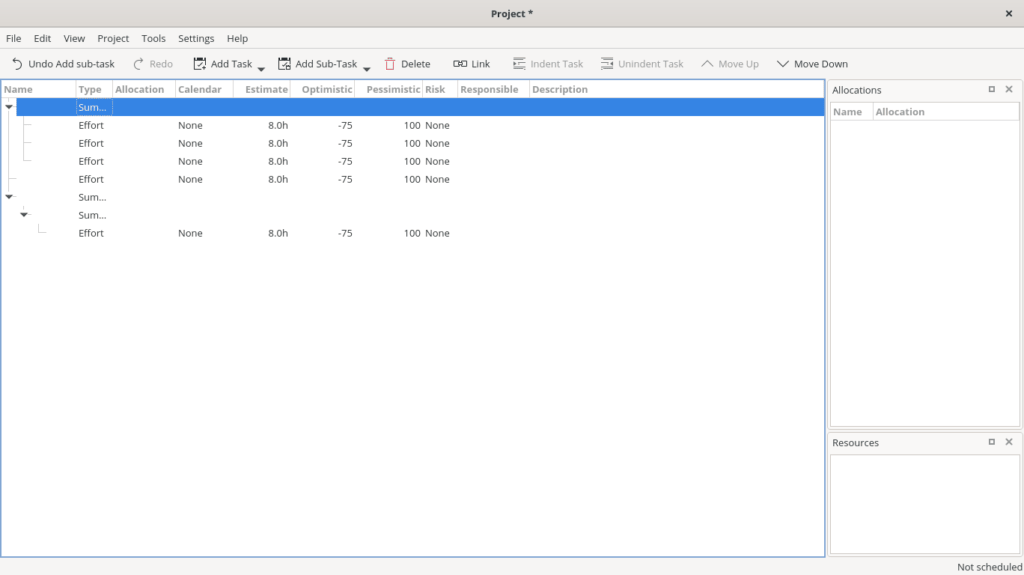 Project *
File Edit View Project Tools Settings Help
Undo Add sub-task Redo Add Task Add Sub-Task Delete Link Indent Task Unindent Task Move Up Move Down
Name Type Allocation Calendar Estimate Optimistic Pessimistic Risk Responsible Description
Sum...
Effort None 8.0h -75 100 None
Effort None 8.0h -75 100 None
Effort None 8.0h -75 100 None
Effort None 8.0h -75 100 None
Sum...
Sum...
Effort None 8.0h -75 100 None
Allocations
Name Allocation
Resources
Not scheduled